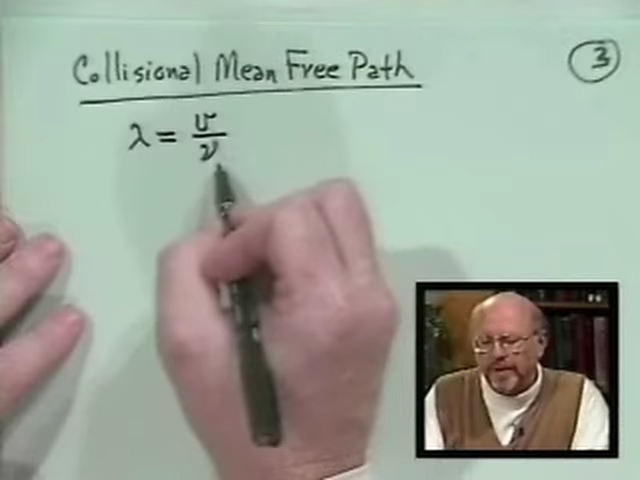 Collisional Mean Free Path
3
λ = v/ν